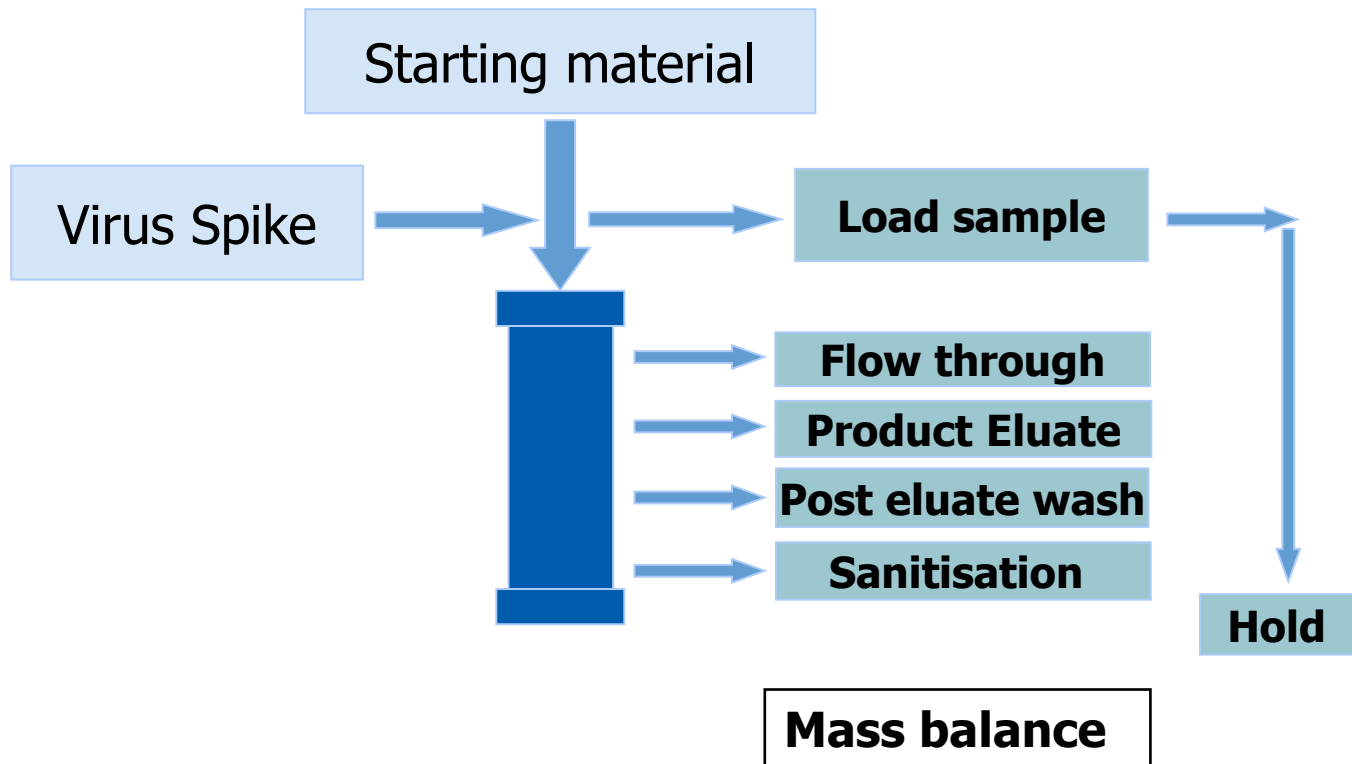 Starting material
Virus Spike
Load sample
Flow through
Product Eluate
Post eluate wash
Sanitisation
Hold
Mass balance